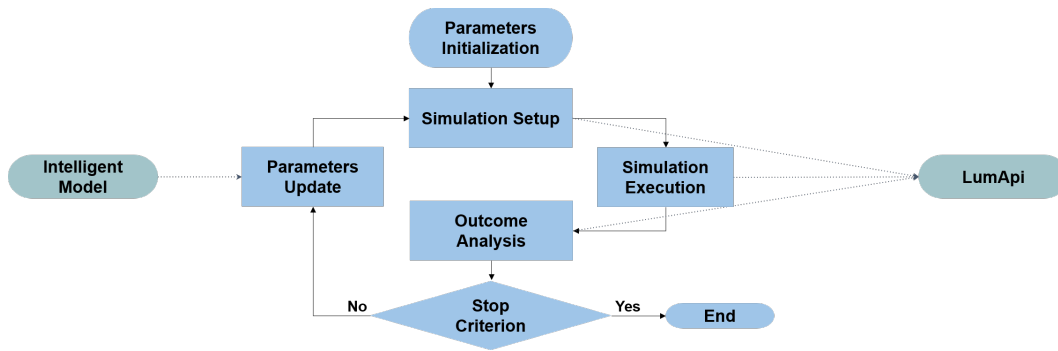 Parameters
Initialization
Simulation Setup
Intelligent
Model
Parameters
Update
Simulation
Execution
LumApi
Outcome
Analysis
No
Stop
Criterion
Yes
End